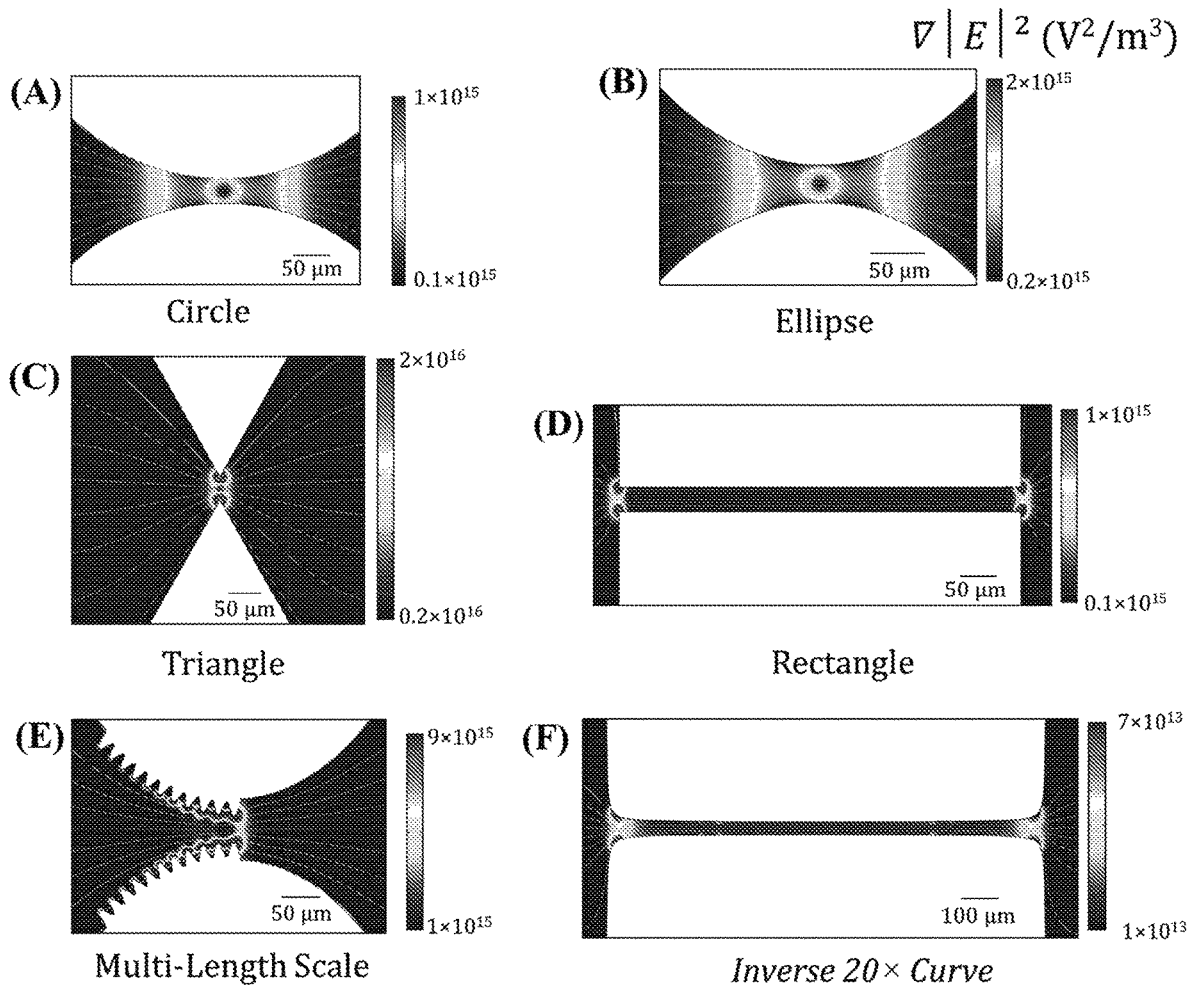 ∇ | E | ² (V²/m³)
(A)
1×10¹⁵
50 µm
0.1×10¹⁵
Circle
(B)
2×10¹⁵
50 µm
0.2×10¹⁵
Ellipse
(C)
2×10¹⁶
50 µm
0.2×10¹⁶
Triangle
(D)
1×10¹⁵
50 µm
0.1×10¹⁵
Rectangle
(E)
9×10¹⁵
50 µm
1×10¹⁵
Multi-Length Scale
(F)
7×10¹³
100 µm
1×10¹³
Inverse 20× Curve